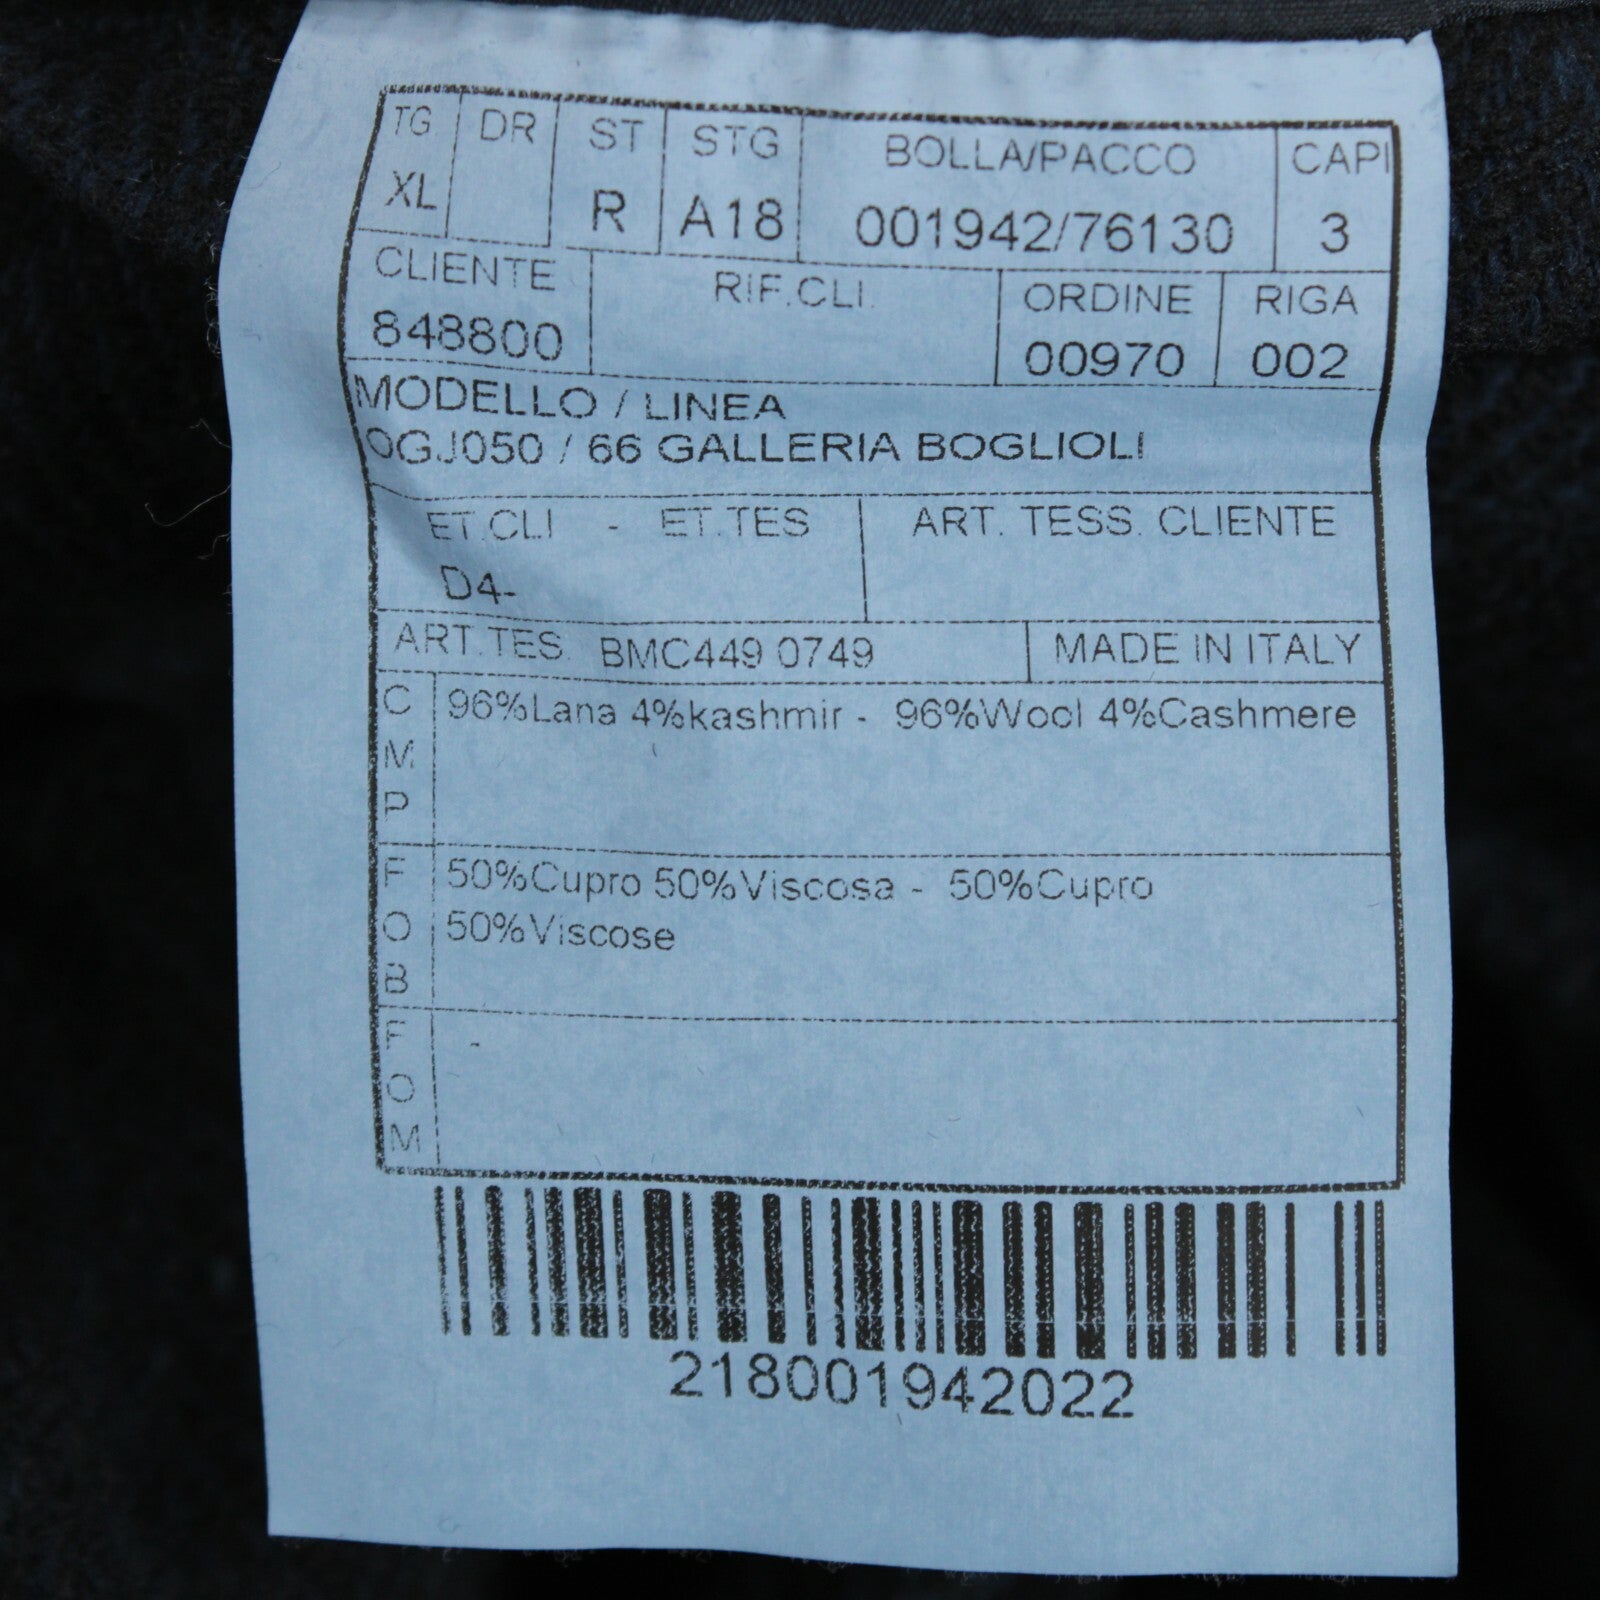 TG DR ST STG BOLLA/PACCO CAPI
XL R A18 001942/76130 3
CLIENTE RIF.CLI. ORDINE RIGA
848800 00970 002
MODELLO / LINEA
OGJ050 / 66 GALLERIA BOGLIOLI
ET.CLI - ET.TES ART. TESS. CLIENTE
D4-
ART.TES. BMC449 0749 MADE IN ITALY
C 96%Lana 4%kashmir - 96%Wool 4%Cashmere
M
P
F 50%Cupro 50%Viscosa - 50%Cupro
O 50%Viscose
B
F -
O
M
218001942022